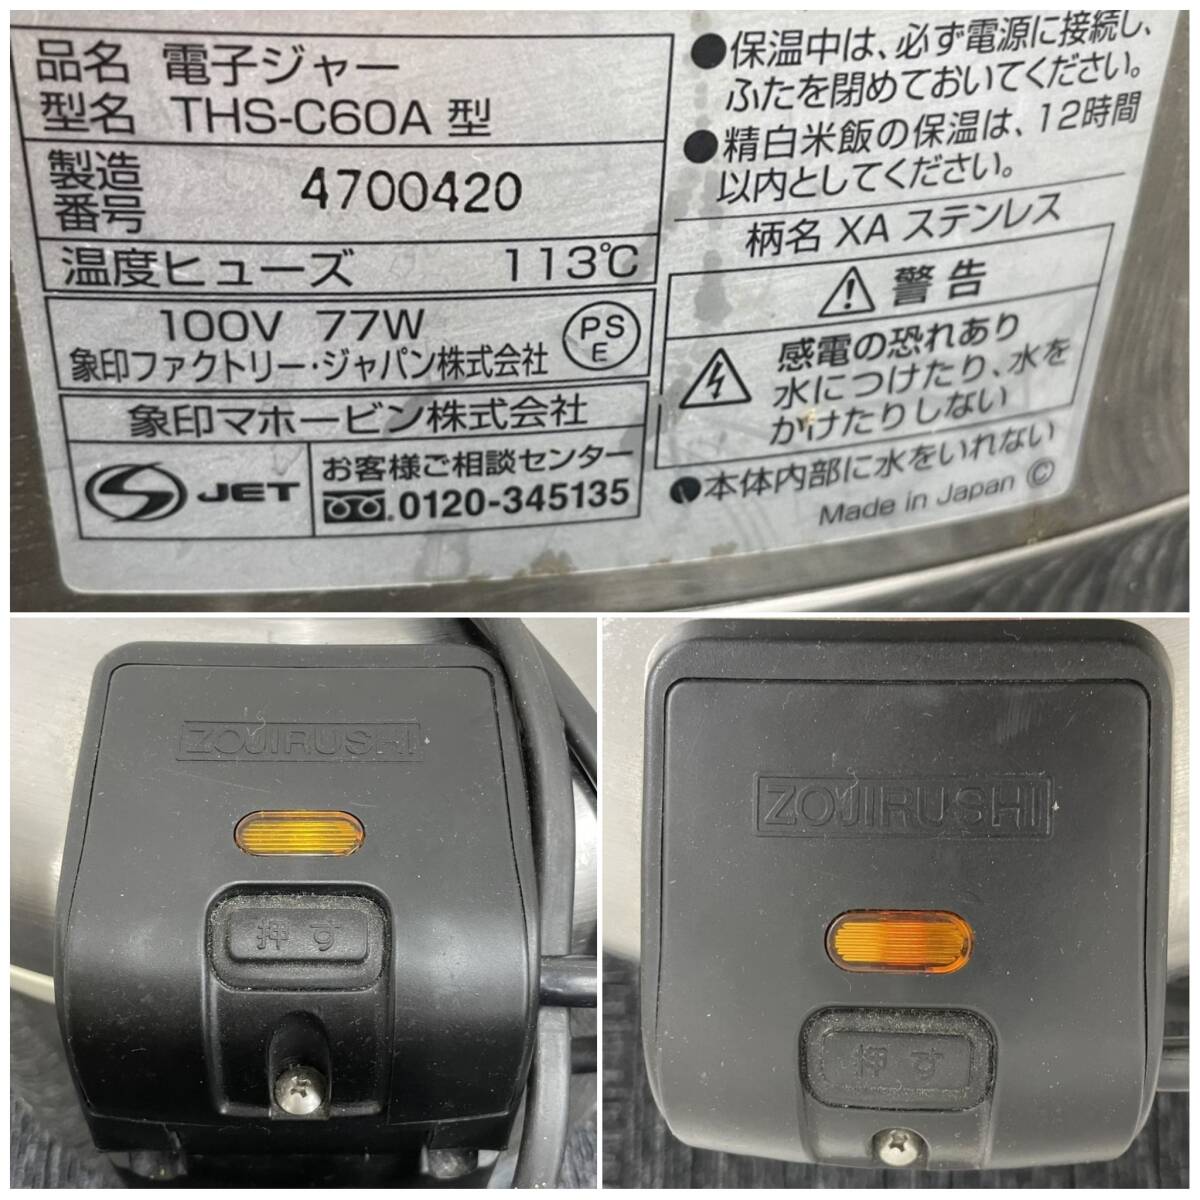 品名 電子ジャー
型名 THS-C60A 型
製造
番号 4700420
温度ヒューズ 113℃
100V 77W
象印ファクトリー・ジャパン株式会社
PS
E
象印マホービン株式会社
JET
お客様ご相談センター
0120-345135
●保温中は、必ず電源に接続し、
ふたを閉めておいてください。
●精白米飯の保温は、12時間
以内としてください。
柄名 XA ステンレス
警告
感電の恐れあり
水につけたり、水を
かけたりしない
●本体内部に水をいれない
Made in Japan ©
ZOJIRUSHI
押す
ZOJIRUSHI
押す